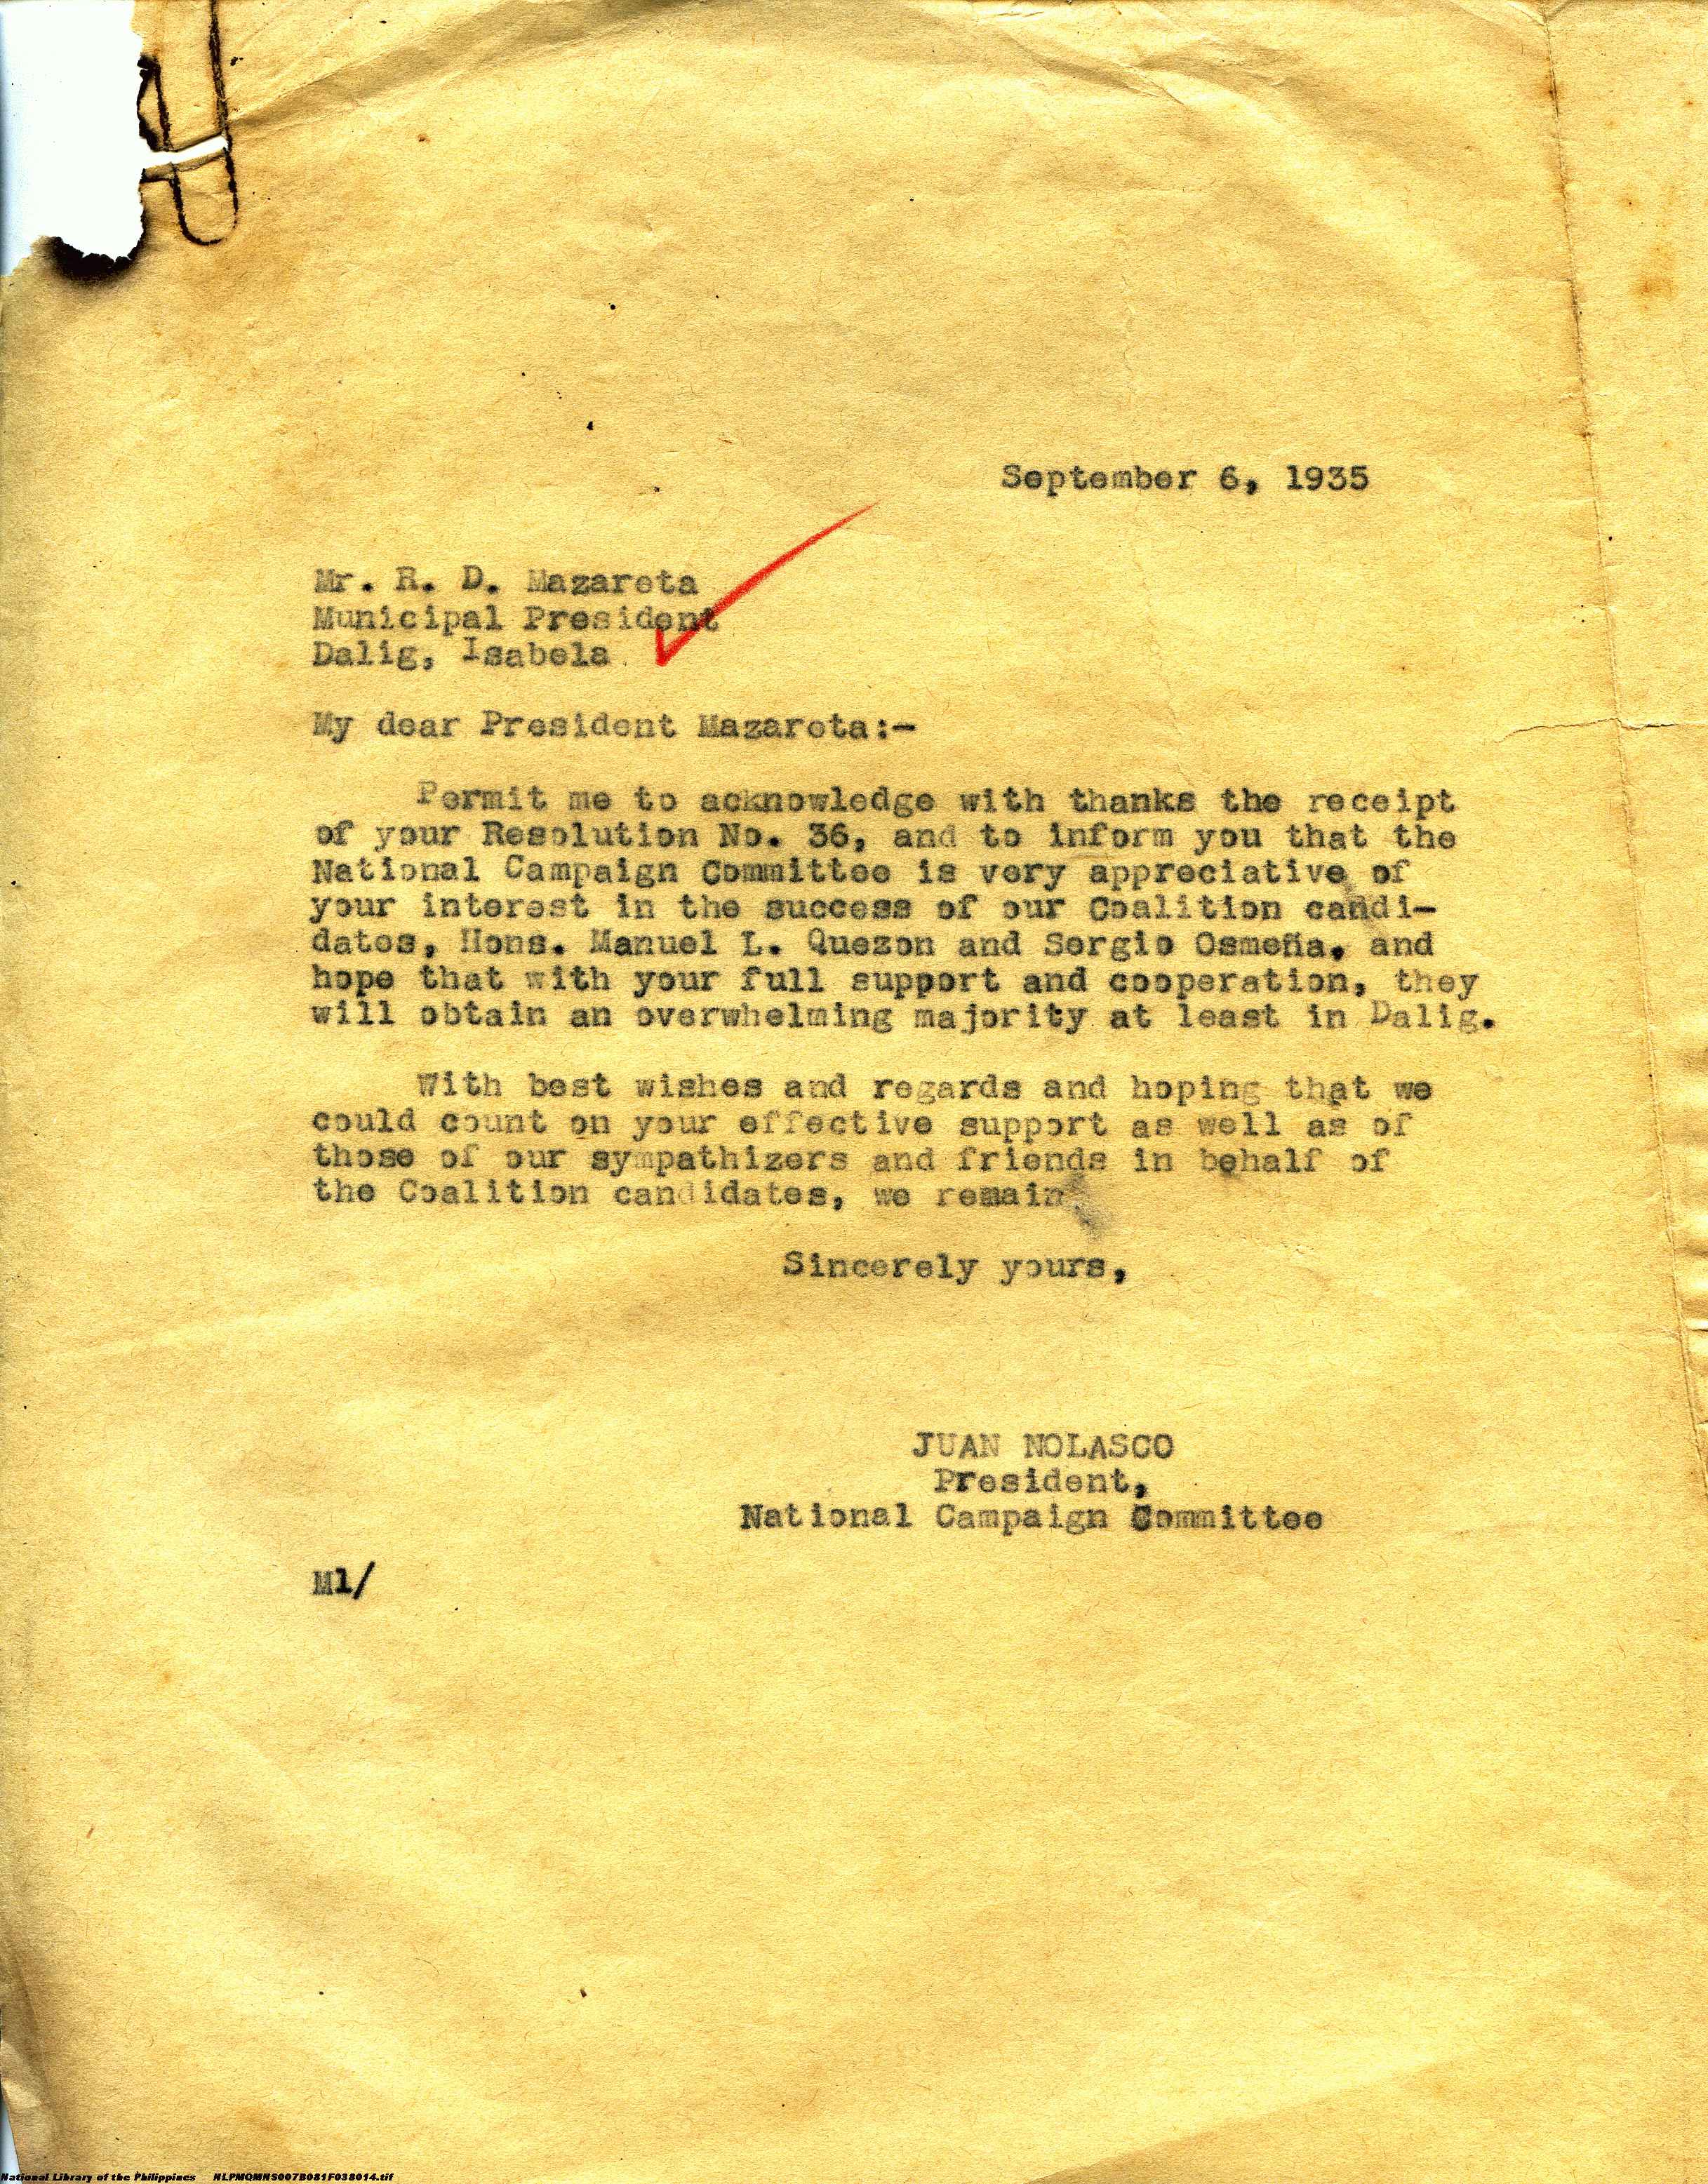 September 6, 1935
Mr. R. D. Mazareta
Municipal President
Dalig, Isabela.
My dear President Mazareta:-
Permit me to acknowledge with thanks the receipt
of your Resolution No. 36, and to inform you that the
National Campaign Committee is very appreciative of
your interest in the success of our Coalition candi-
dates, Hons. Manuel L. Quezon and Sergio Osmeña, and
hope that with your full support and cooperation, they
will obtain an overwhelming majority at least in Dalig.
With best wishes and regards and hoping that we
could count on your effective support as well as of
those of our sympathizers and friends in behalf of
the Coalition candidates, we remain
Sincerely yours,
JUAN NOLASCO
President,
National Campaign Committee
Ml/
National Library of the Philippines NLPMQMNS007B081F038014.tif